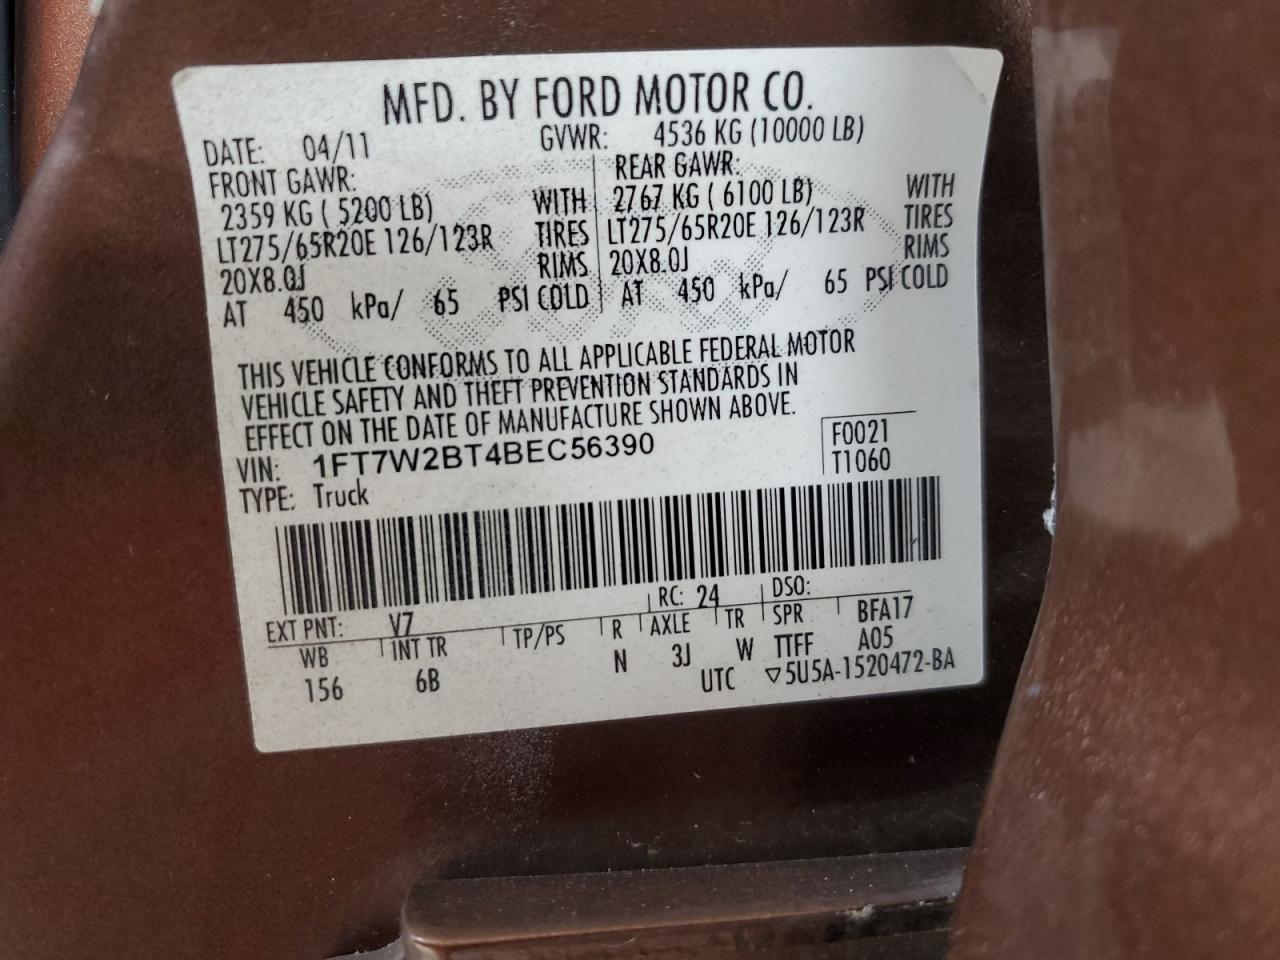 MFD. BY FORD MOTOR CO.
DATE: 04/11 GVWR: 4536 KG (10000 LB)
FRONT GAWR: REAR GAWR:
2359 KG ( 5200 LB) WITH 2767 KG ( 6100 LB) WITH
LT275/65R20E 126/123R TIRES LT275/65R20E 126/123R TIRES
20X8.0J RIMS 20X8.0J RIMS
AT 450 kPa/ 65 PSI COLD AT 450 kPa/ 65 PSI COLD
THIS VEHICLE CONFORMS TO ALL APPLICABLE FEDERAL MOTOR
VEHICLE SAFETY AND THEFT PREVENTION STANDARDS IN
EFFECT ON THE DATE OF MANUFACTURE SHOWN ABOVE.
VIN: 1FT7W2BT4BEC56390 F0021
TYPE: Truck T1060
EXT PNT: V7 RC: 24 DSO:
WB INT TR TP/PS R AXLE TR SPR BFA17
156 6B N 3J W TTFF A05
UTC ▽5U5A-1520472-BA